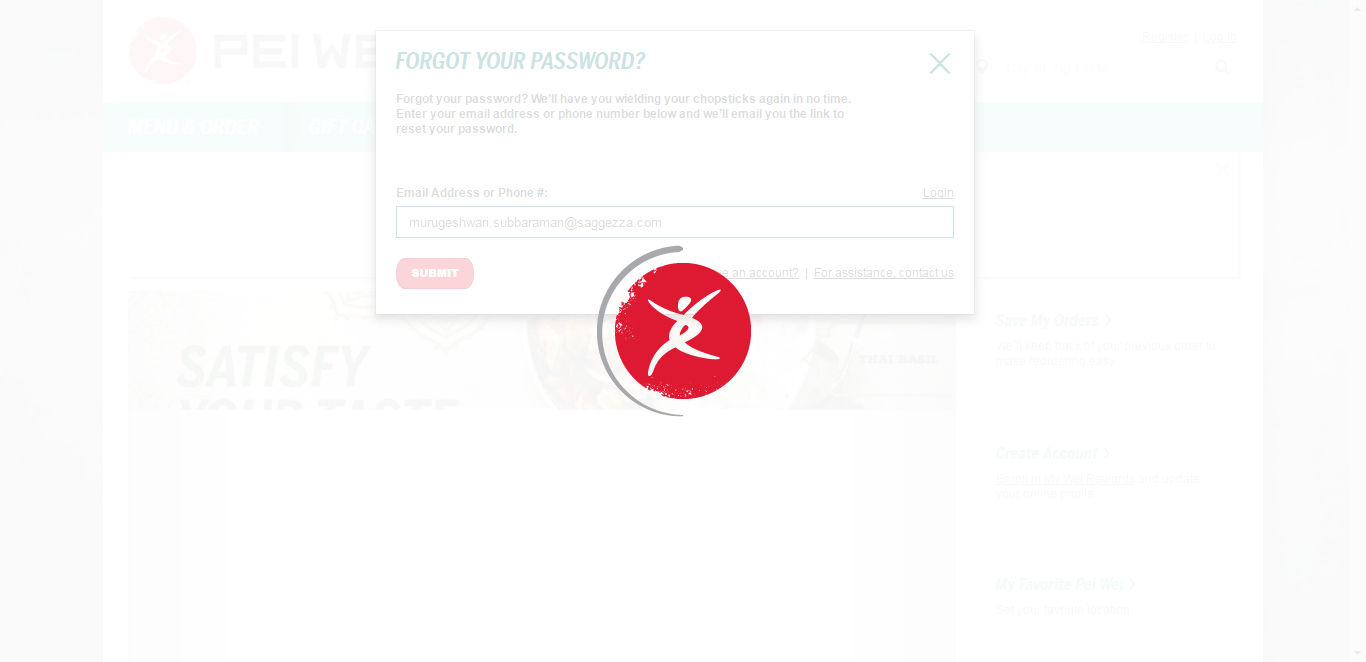 PEI WE
Register | Log In
FORGOT YOUR PASSWORD?
Forgot your password? We'll have you wielding your chopsticks again in no time.
Enter your email address or phone number below and we'll email you the link to
reset your password.
MENU & ORDER
GIFT CA
Email Address or Phone #:
Login
murugeshwari.subbaraman@saggezza.com
SUBMIT
e an account? | For assistance, contact us
SATISFY
YOUR TASTE
THAI BASIL
Save My Orders >
We'll keep track of your previous order to
make reordering easy.
Create Account >
Enroll in My Wei Rewards and update
your online profile.
My Favorite Pei Wei >
Set your favorite location.